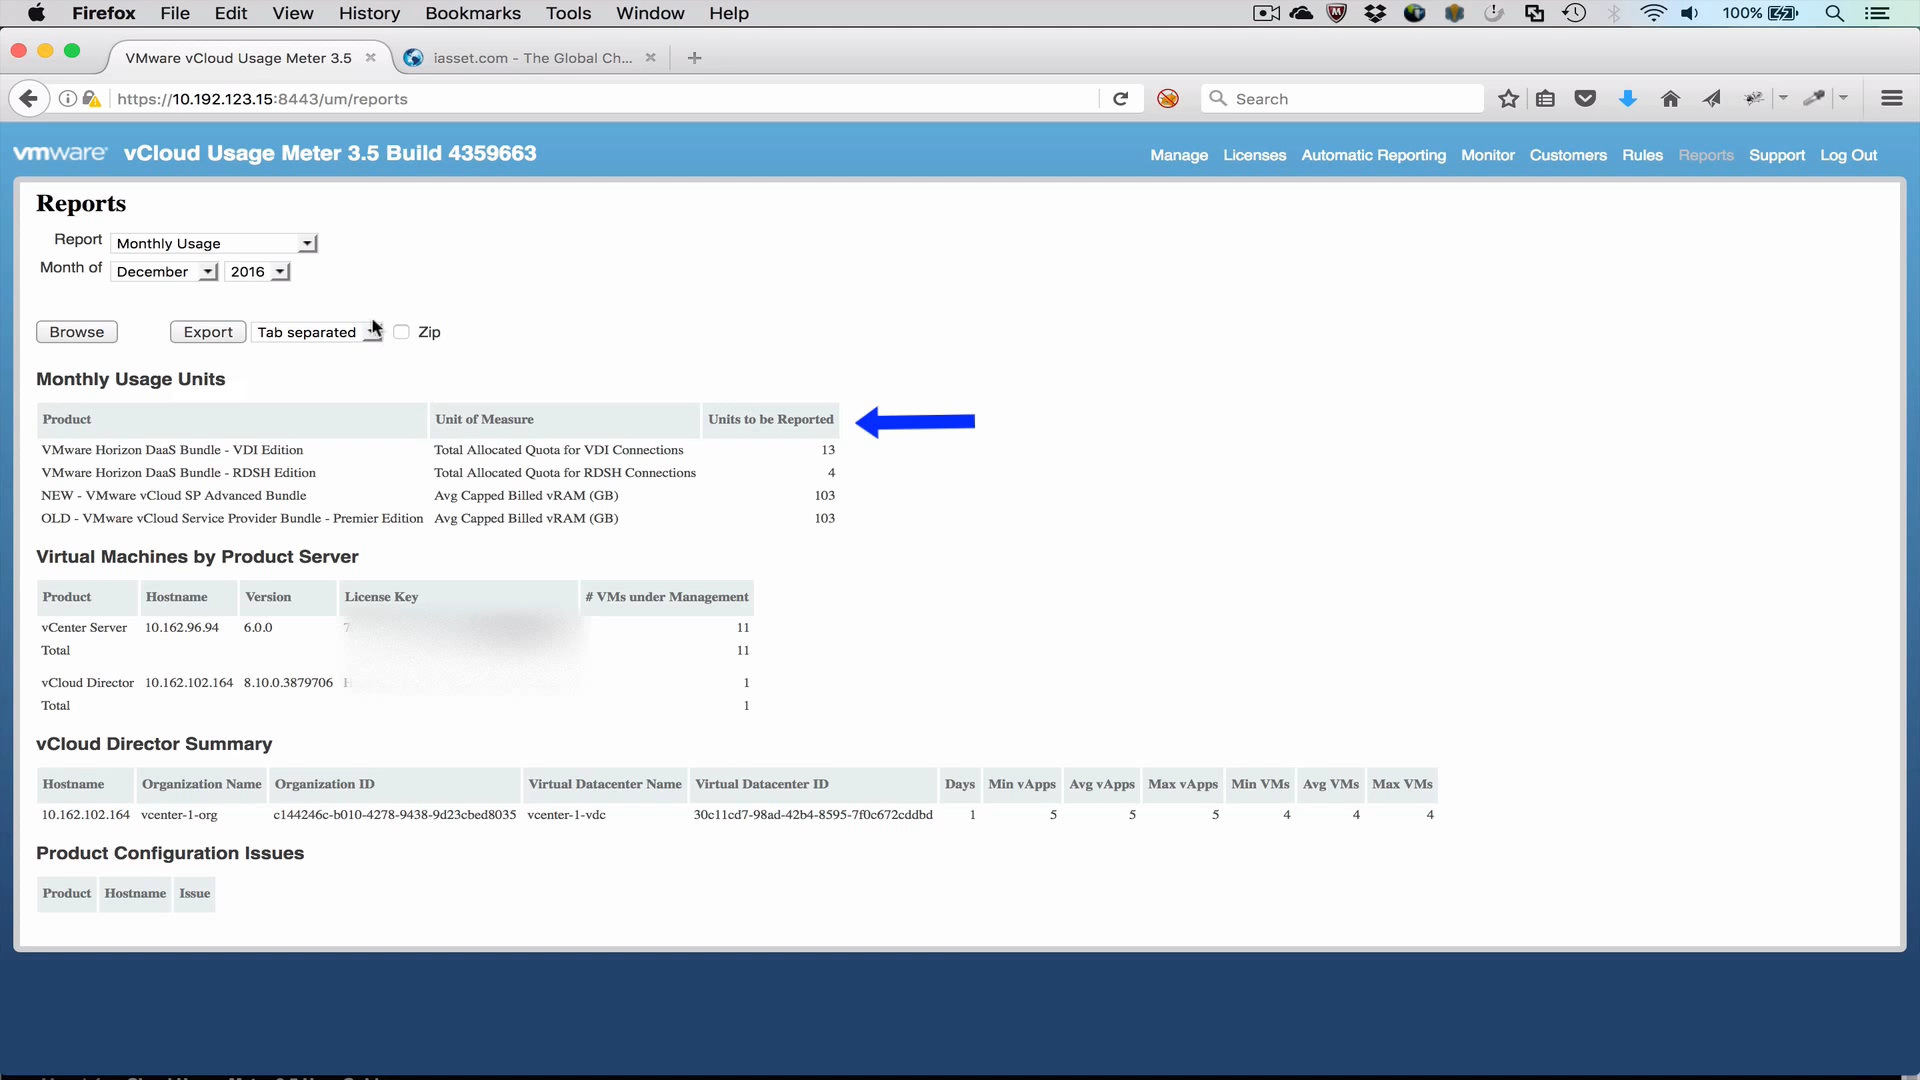 Firefox File Edit View History Bookmarks Tools Window Help 100%
VMware vCloud Usage Meter 3.5 iasset.com - The Global Ch...
https://10.192.123.15:8443/um/reports Search
vmware vCloud Usage Meter 3.5 Build 4359663 Manage Licenses Automatic Reporting Monitor Customers Rules Reports Support Log Out
Reports
Report Monthly Usage
Month of December 2016
Browse Export Tab separated Zip
Monthly Usage Units
Product Unit of Measure Units to be Reported
VMware Horizon DaaS Bundle - VDI Edition Total Allocated Quota for VDI Connections 13
VMware Horizon DaaS Bundle - RDSH Edition Total Allocated Quota for RDSH Connections 4
NEW - VMware vCloud SP Advanced Bundle Avg Capped Billed vRAM (GB) 103
OLD - VMware vCloud Service Provider Bundle - Premier Edition Avg Capped Billed vRAM (GB) 103
Virtual Machines by Product Server
Product Hostname Version License Key # VMs under Management
vCenter Server 10.162.96.94 6.0.0 11
Total 11
vCloud Director 10.162.102.164 8.10.0.3879706 1
Total 1
vCloud Director Summary
Hostname Organization Name Organization ID Virtual Datacenter Name Virtual Datacenter ID Days Min vApps Avg vApps Max vApps Min VMs Avg VMs Max VMs
10.162.102.164 vcenter-1-org c144246c-b010-4278-9438-9d23cbed8035 vcenter-1-vdc 30c11cd7-98ad-42b4-8595-7f0c672cddbd 1 5 5 5 4 4 4
Product Configuration Issues
Product Hostname Issue